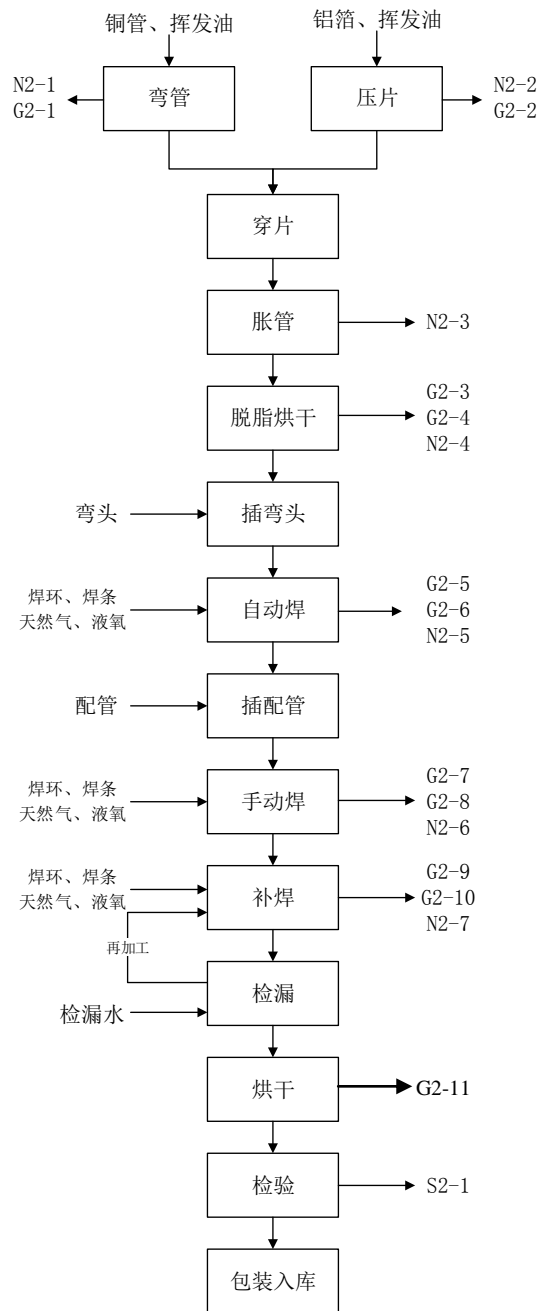 铜管、挥发油
铝箔、挥发油
N2-1
G2-1
弯管
压片
N2-2
G2-2
穿片
胀管
N2-3
脱脂烘干
G2-3
G2-4
N2-4
弯头
插弯头
焊环、焊条
天然气、液氧
自动焊
G2-5
G2-6
N2-5
配管
插配管
焊环、焊条
天然气、液氧
手动焊
G2-7
G2-8
N2-6
焊环、焊条
天然气、液氧
补焊
G2-9
G2-10
N2-7
再加工
检漏
检漏水
烘干
G2-11
检验
S2-1
包装入库